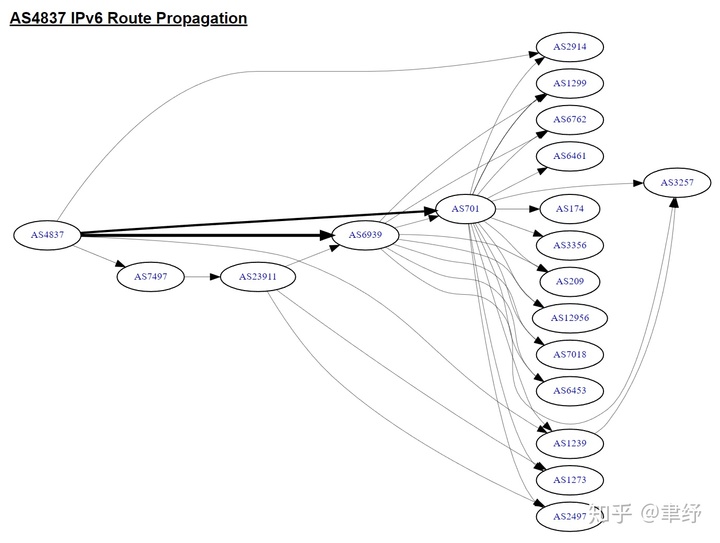 AS4837 IPv6 Route Propagation
AS2914
AS1299
AS6762
AS6461
AS3257
AS701
AS174
AS4837
AS6939
AS3356
AS7497
AS23911
AS209
AS12956
AS7018
AS6453
AS1239
AS1273
AS2497
知乎 @聿纾